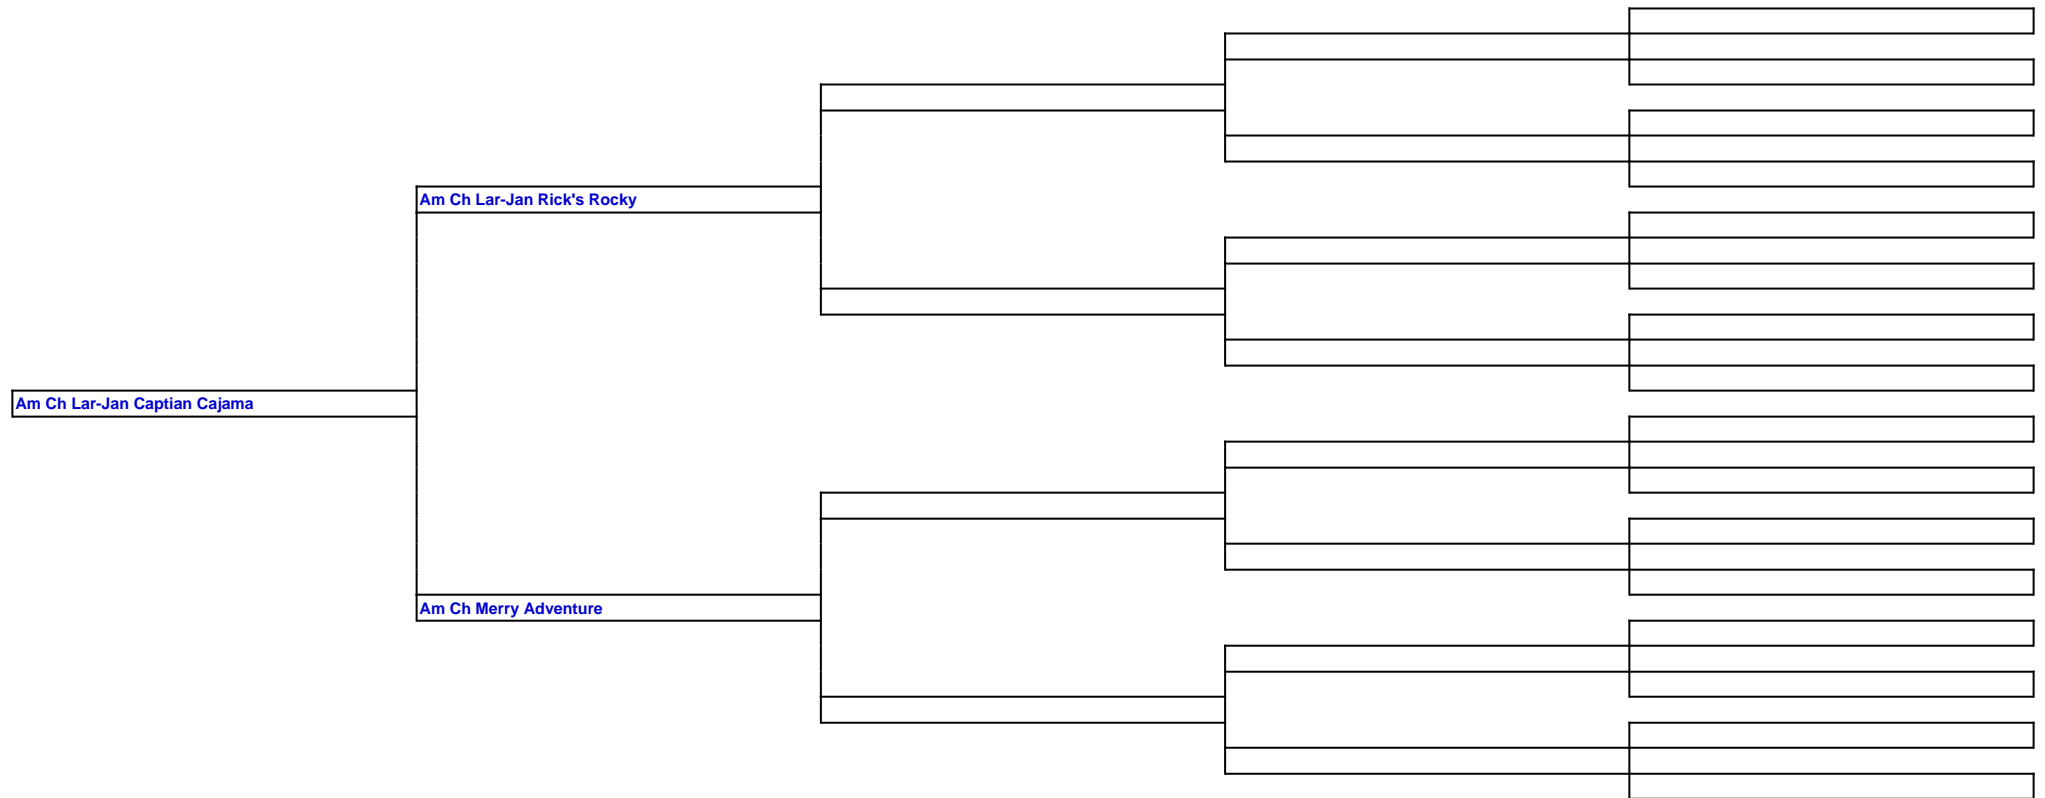 Am Ch Lar-Jan Rick's Rocky
Am Ch Lar-Jan Captian Cajama
Am Ch Merry Adventure